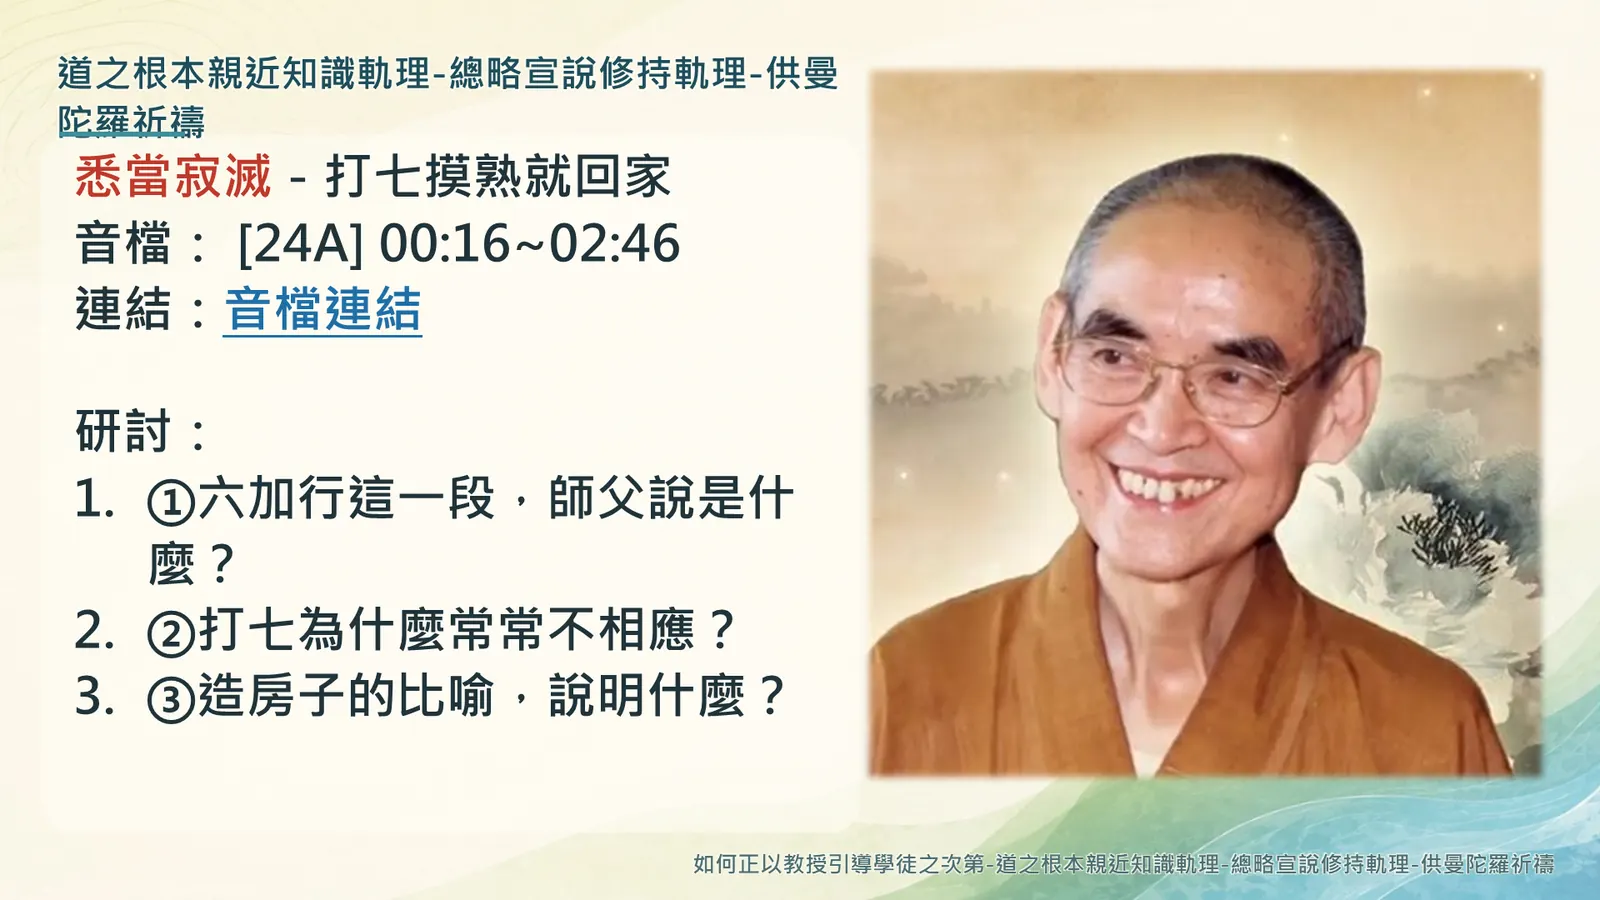 道之根本親近知識軌理-總略宣說修持軌理-供曼
陀羅祈禱
悉當寂滅 - 打七摸熟就回家
音檔： [24A] 00:16~02:46
連結：音檔連結
研討：
1. ①六加行這一段，師父說是什
麼？
2. ②打七為什麼常常不相應？
3. ③造房子的比喻，說明什麼？
如何正以教授引導學徒之次第-道之根本親近知識軌理-總略宣說修持軌理-供曼陀羅祈禱